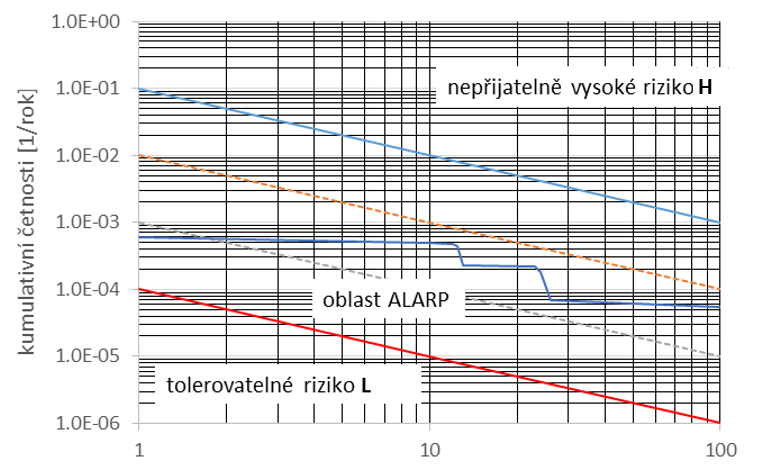 1.0E+00
1.0E-01
1.0E-02
1.0E-03
1.0E-04
1.0E-05
1.0E-06
kumulativní četnosti [1/rok]
nepřijatelně vysoké riziko H
oblast ALARP
tolerovatelné riziko L
1 10 100